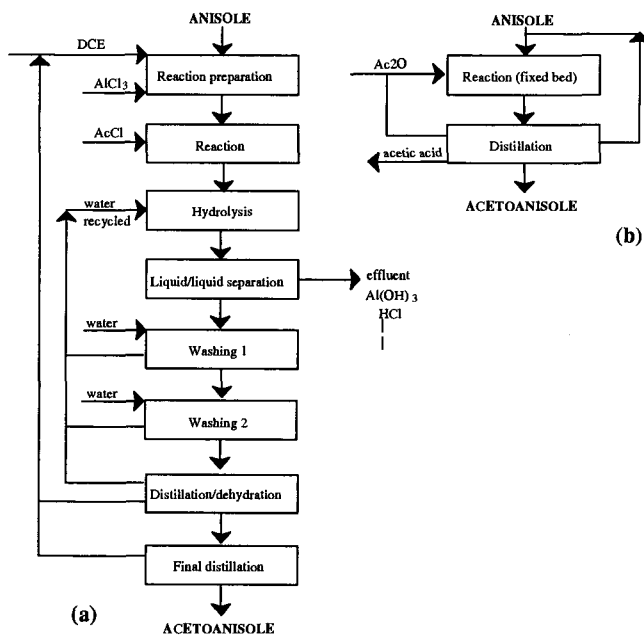 ANISOLE
DCE
Reaction preparation
AlCl3
AcCl
Reaction
water
recycled
Hydrolysis
Liquid/liquid separation
effluent
Al(OH) 3
HCl
water
Washing 1
water
Washing 2
Distillation/dehydration
Final distillation
(a)
ACETOANISOLE
ANISOLE
Ac2O
Reaction (fixed bed)
acetic acid
Distillation
ACETOANISOLE
(b)